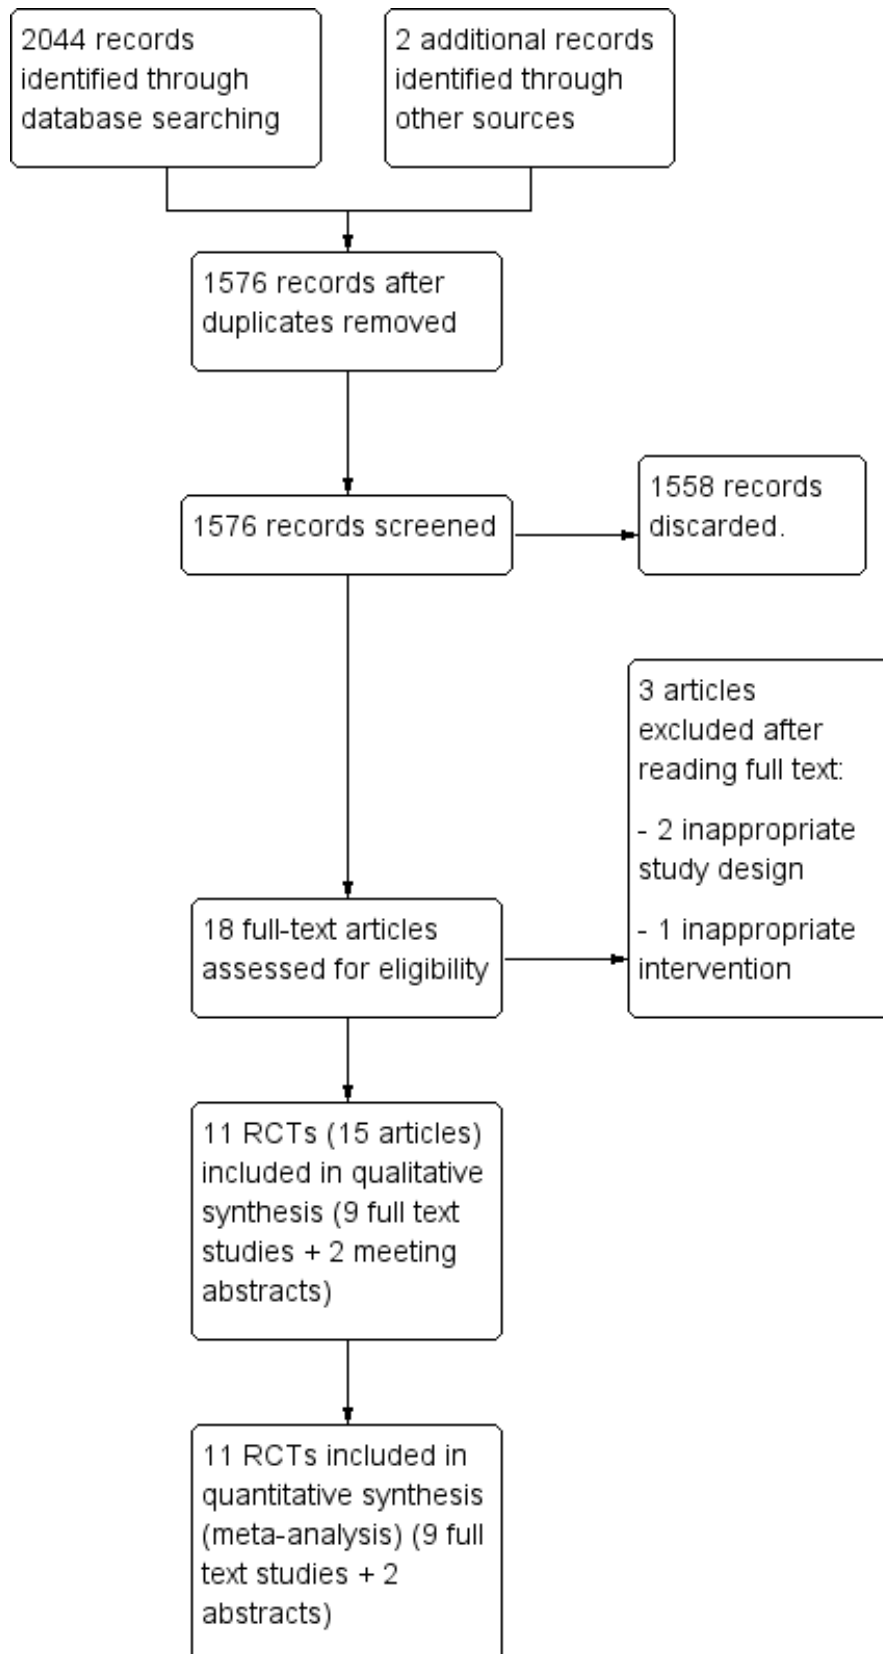 2044 records
identified through
database searching
2 additional records
identified through
other sources
1576 records after
duplicates removed
1576 records screened
1558 records
discarded.
3 articles
excluded after
reading full text:
- 2 inappropriate
study design
- 1 inappropriate
intervention
18 full-text articles
assessed for eligibility
11 RCTs (15 articles)
included in qualitative
synthesis (9 full text
studies + 2 meeting
abstracts)
11 RCTs included in
quantitative synthesis
(meta-analysis) (9 full
text studies + 2
abstracts)